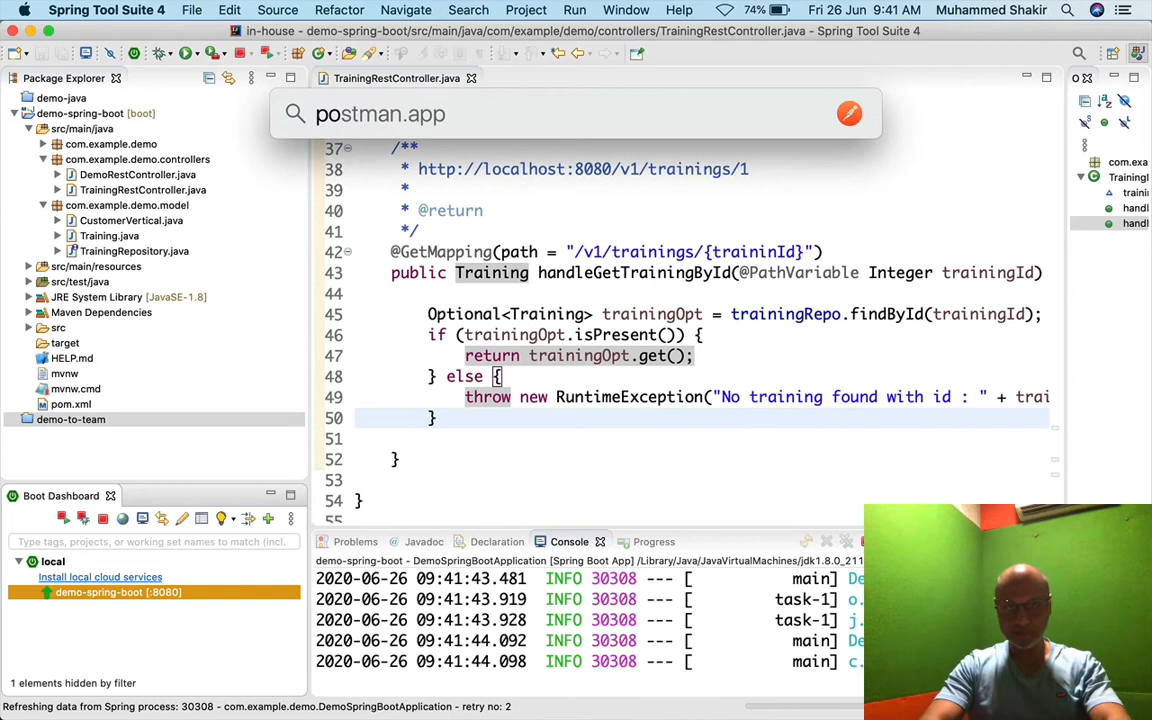 Spring Tool Suite 4 File Edit Source Refactor Navigate Search Project Run Window Help 74% Fri 26 Jun 9:41 AM Muhammed Shakir
in-house - demo-spring-boot/src/main/java/com/example/demo/controllers/TrainingRestController.java - Spring Tool Suite 4
Package Explorer
demo-java
demo-spring-boot [boot]
src/main/java
com.example.demo
com.example.demo.controllers
DemoRestController.java
TrainingRestController.java
com.example.demo.model
CustomerVertical.java
Training.java
TrainingRepository.java
src/main/resources
src/test/java
JRE System Library [JavaSE-1.8]
Maven Dependencies
src
target
HELP.md
mvnw
mvnw.cmd
pom.xml
demo-to-team
Boot Dashboard
Type tags, projects, or working set names to match (incl.
local
Install local cloud services
demo-spring-boot [:8080]
1 elements hidden by filter
TrainingRestController.java
postman.app
37 /**
38 * http://localhost:8080/v1/trainings/1
39 *
40 * @return
41 */
42 @GetMapping(path = "/v1/trainings/{traininId}")
43 public Training handleGetTrainingById(@PathVariable Integer trainingId)
44
45 Optional<Training> trainingOpt = trainingRepo.findById(trainingId);
46 if (trainingOpt.isPresent()) {
47 return trainingOpt.get();
48 } else {
49 throw new RuntimeException("No training found with id : " + trai
50 }
51
52 }
53
54 }
55
O
com.exa
TrainingI
traini
handl
handl
Problems Javadoc Declaration Console Progress
demo-spring-boot - DemoSpringBootApplication [Spring Boot App] /Library/Java/JavaVirtualMachines/jdk1.8.0_211
2020-06-26 09:41:43.481 INFO 30308 --- [ main] De
2020-06-26 09:41:43.919 INFO 30308 --- [ task-1] o.
2020-06-26 09:41:43.928 INFO 30308 --- [ task-1] j.
2020-06-26 09:41:44.092 INFO 30308 --- [ main] De
2020-06-26 09:41:44.098 INFO 30308 --- [ main] c.
Refreshing data from Spring process: 30308 - com.example.demo.DemoSpringBootApplication - retry no: 2